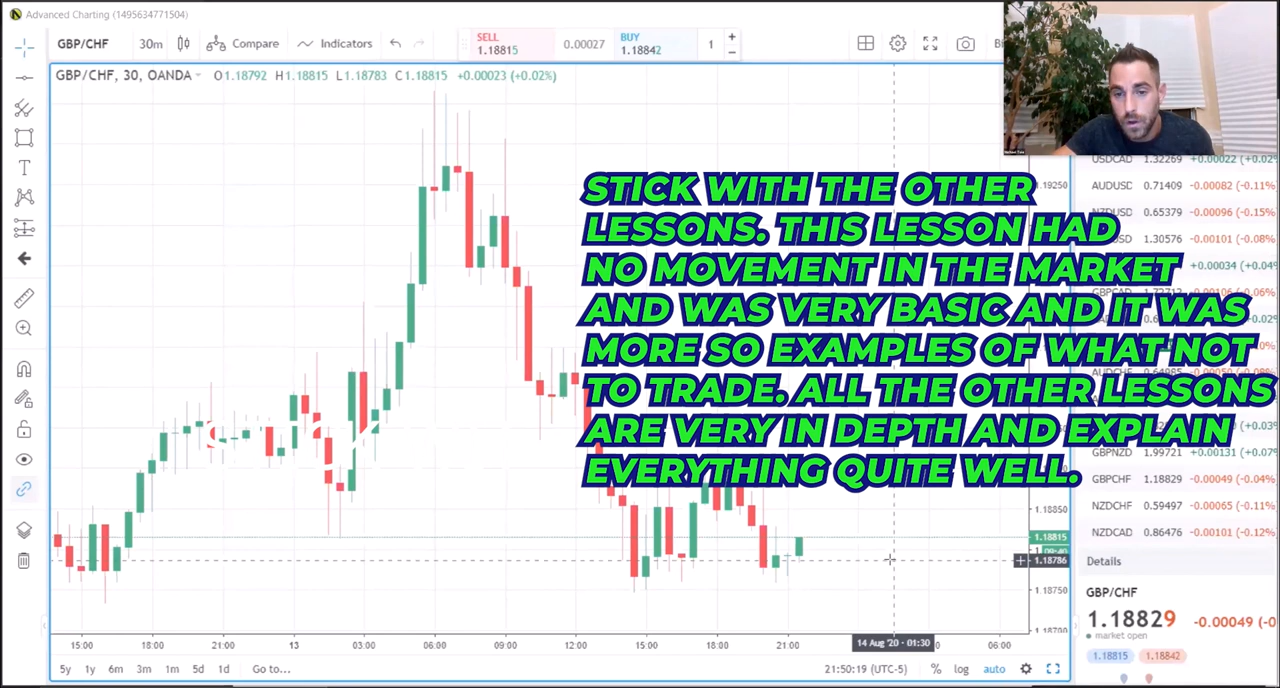 Advanced Charting (1495634771504)
GBP/CHF 30m Compare Indicators SELL 1.18815 0.00027 BUY 1.18842 1 + −
GBP/CHF, 30, OANDA O1.18792 H1.18815 L1.18783 C1.18815 +0.00023 (+0.02%)
STICK WITH THE OTHER
LESSONS. THIS LESSON HAD
NO MOVEMENT IN THE MARKET
AND WAS VERY BASIC AND IT WAS
MORE SO EXAMPLES OF WHAT NOT
TO TRADE. ALL THE OTHER LESSONS
ARE VERY IN DEPTH AND EXPLAIN
EVERYTHING QUITE WELL.
USDCAD 1.32269 +0.00022 (+0.02%
AUDUSD 0.71409 -0.00082 (-0.11%
NZDUSD 0.65379 -0.00096 (-0.15%
SD 1.30576 -0.00101 (-0.08%
+0.00034 (+0.04%
GBPNZD 1.99721 +0.00131 (+0.07%
GBPCHF 1.18829 -0.00049 (-0.04%
NZDCHF 0.59497 -0.00065 (-0.11%
NZDCAD 0.86476 -0.00101 (-0.12%
1.19250
1.18850
1.18815
09:40
1.18786
1.18750
Details
GBP/CHF
1.18829 -0.00049 (-0
market open
1.18815 1.18842
15:00 18:00 21:00 13 03:00 06:00 09:00 12:00 15:00 18:00 21:00 14 Aug '20 - 01:30 06:00
5y 1y 6m 3m 1m 5d 1d Go to... 21:50:19 (UTC-5) % log auto